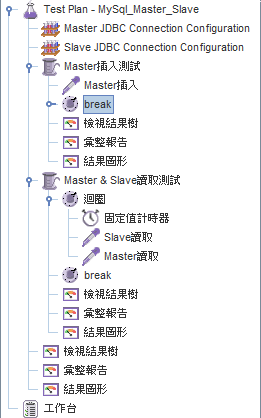 Test Plan - MySql_Master_Slave
Master JDBC Connection Configuration
Slave JDBC Connection Configuration
Master插入測試
Master插入
break
檢視結果樹
彙整報告
結果圖形
Master & Slave讀取測試
迴圈
固定值計時器
Slave讀取
Master讀取
break
檢視結果樹
彙整報告
結果圖形
檢視結果樹
彙整報告
結果圖形
工作台